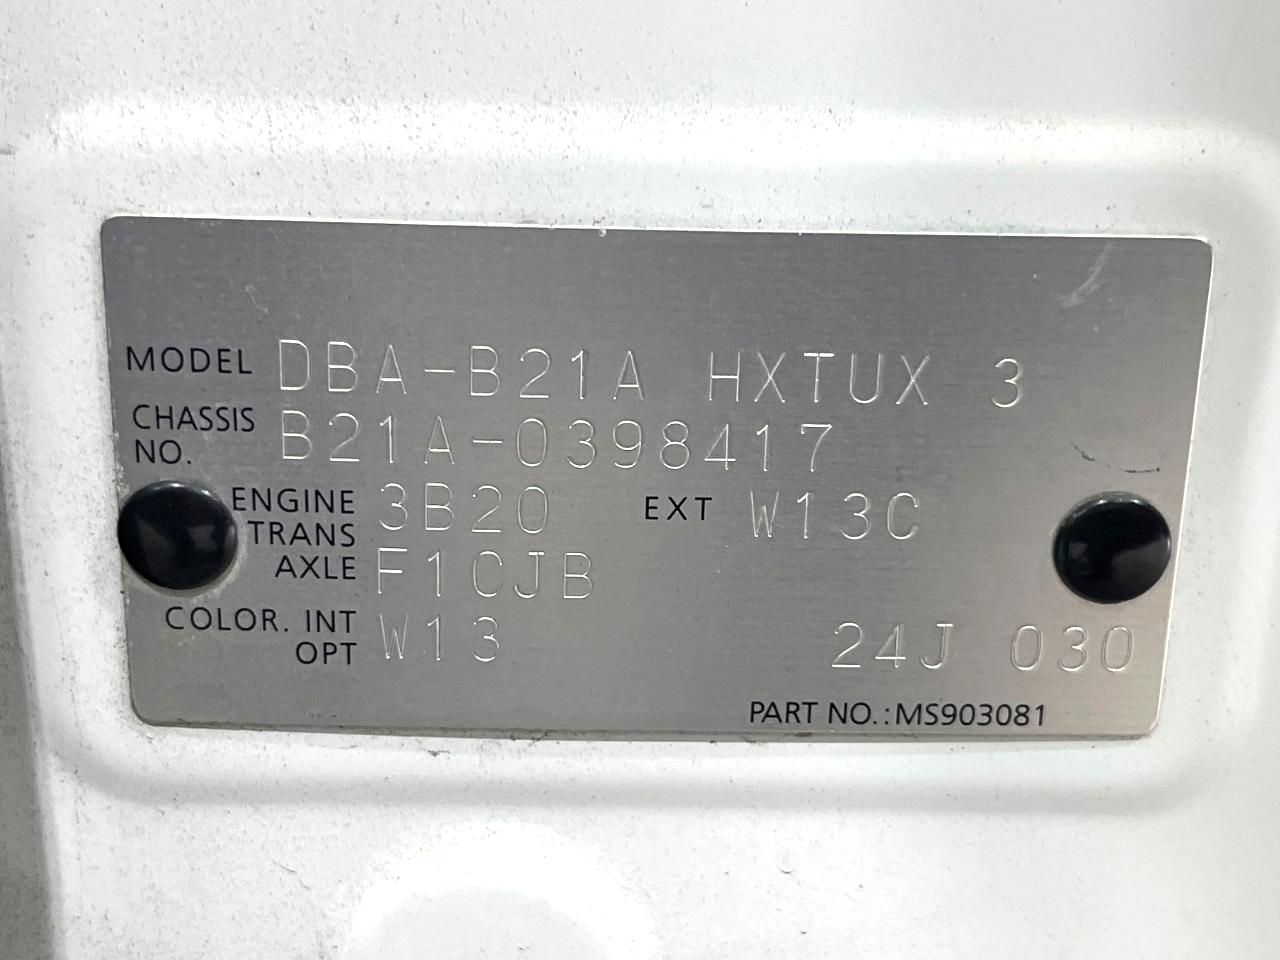 MODEL DBA-B21A HXTUX 3
CHASSIS NO. B21A-0398417
ENGINE 3B20 EXT W13C
TRANS AXLE F1CJB
COLOR. INT OPT W13 24J 030
PART NO.: MS903081